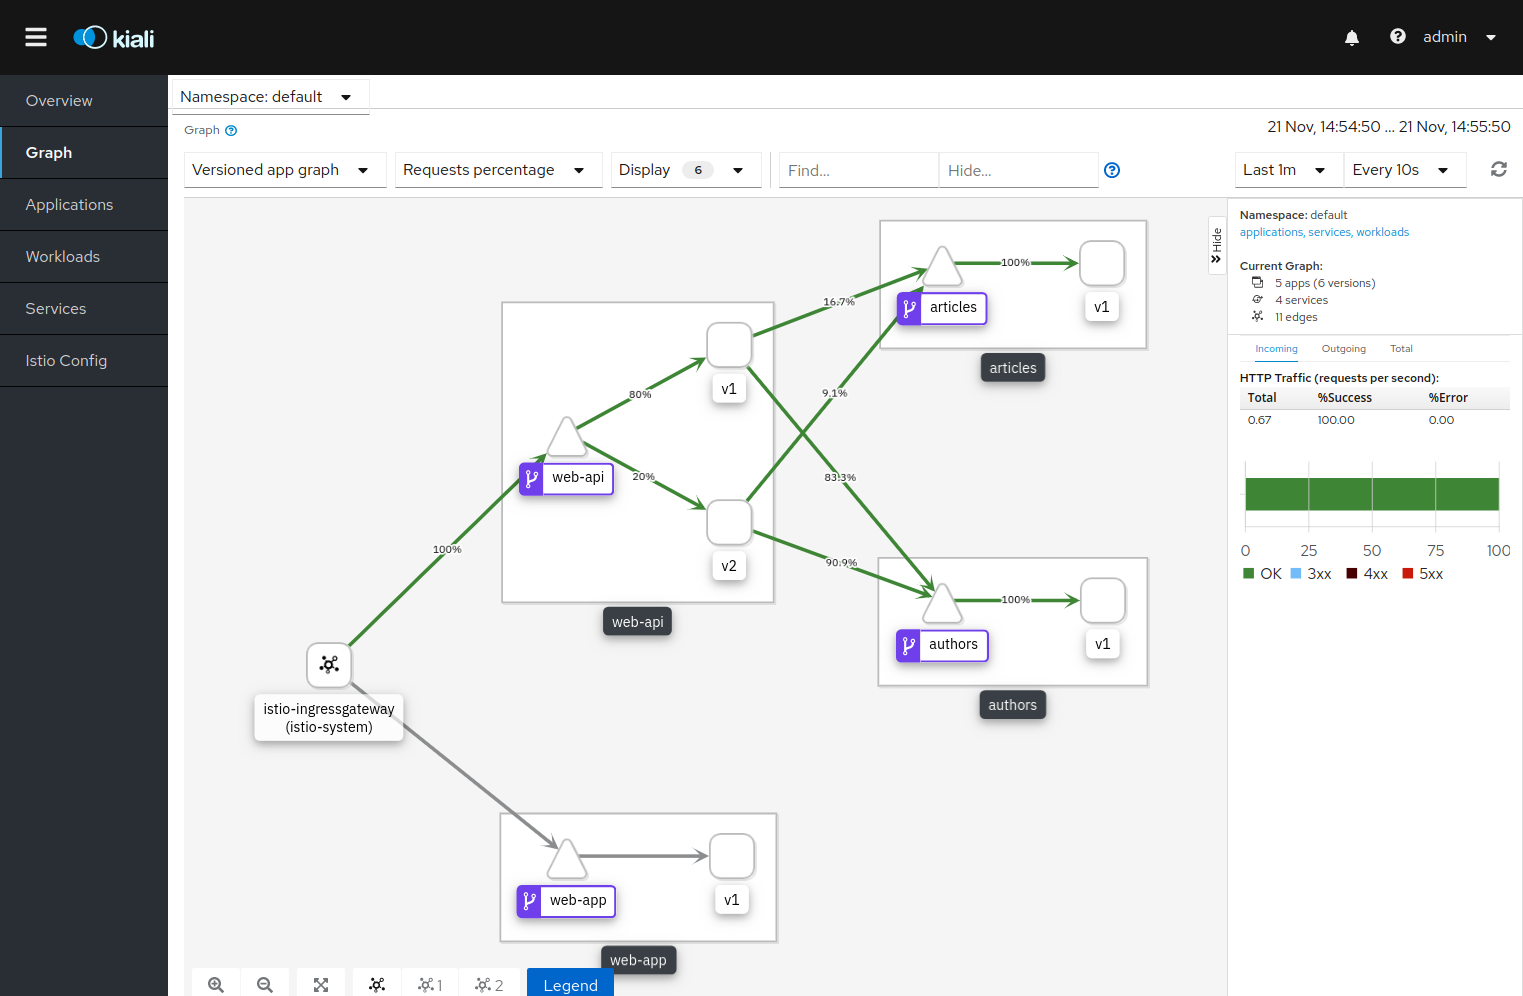 kiali
admin
Overview
Graph
Applications
Workloads
Services
Istio Config
Namespace: default
Graph
21 Nov, 14:54:50 ... 21 Nov, 14:55:50
Versioned app graph
Requests percentage
Display 6
Find...
Hide...
Last 1m
Every 10s
Hide
100%
v1
articles
articles
16.7%
9.1%
83.3%
90.9%
v1
80%
20%
web-api
v2
web-api
100%
100%
authors
v1
authors
istio-ingressgateway
(istio-system)
web-app
v1
web-app
1
2
Legend
Namespace: default
applications, services, workloads
Current Graph:
5 apps (6 versions)
4 services
11 edges
Incoming Outgoing Total
HTTP Traffic (requests per second):
Total %Success %Error
0.67 100.00 0.00
0 25 50 75 100
OK 3xx 4xx 5xx